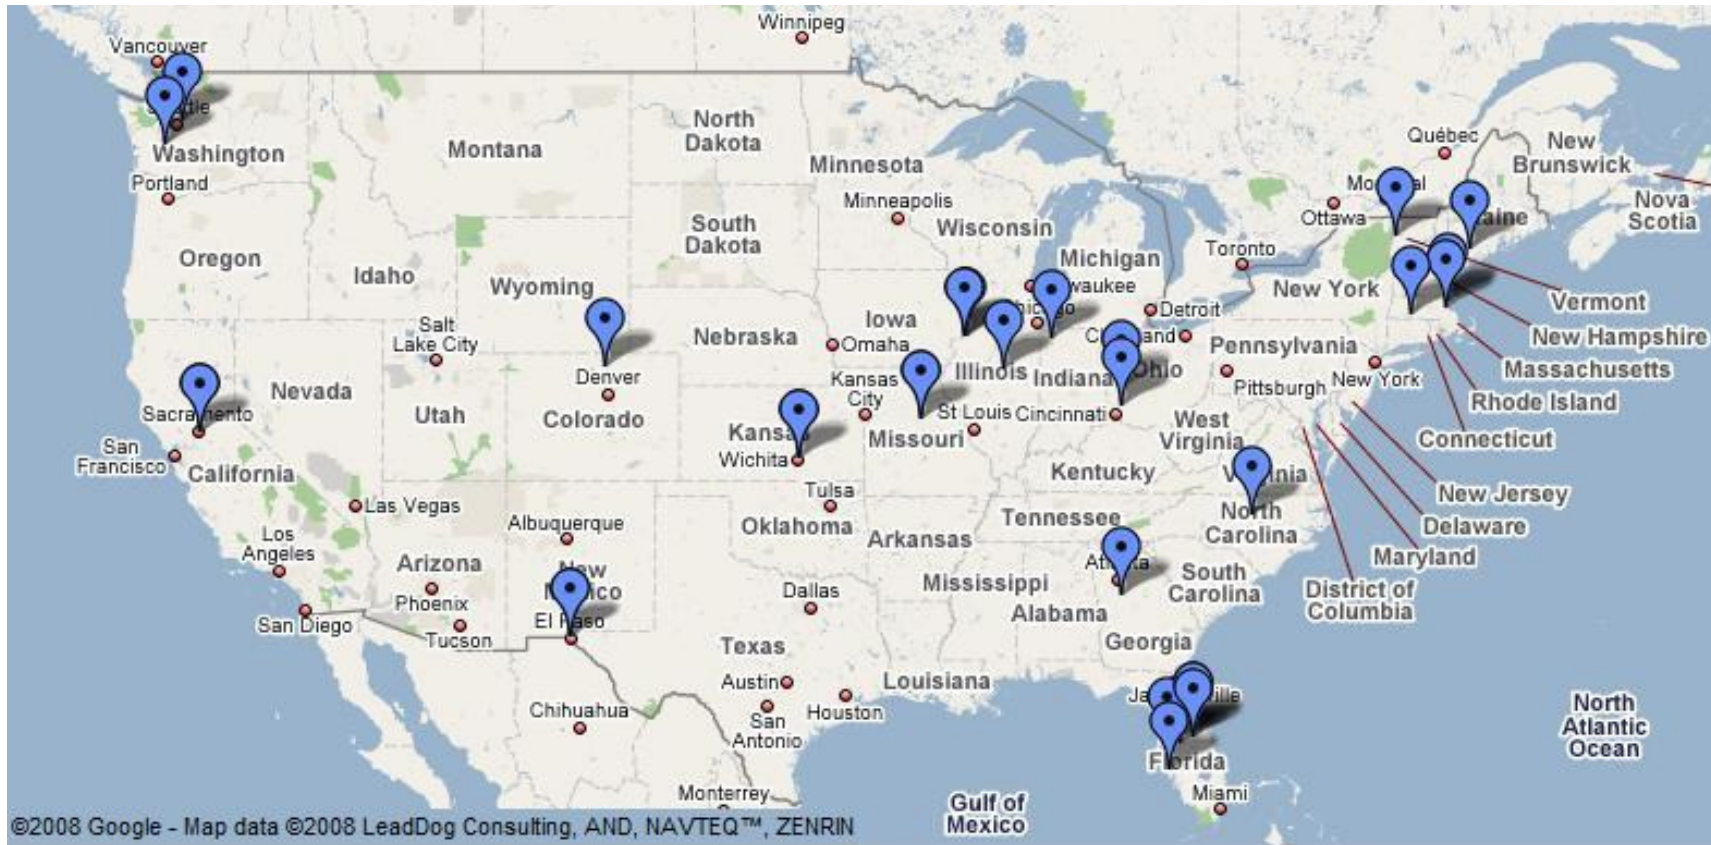 Winnipeg
Vancouver
Québec
New
Brunswick
North
Dakota
Montana
Washington
Minnesota
Portland
Ottawa
Nova
Scotia
Minneapolis
Wisconsin
South
Dakota
Toronto
Michigan
Oregon
Idaho
Wyoming
New York
Vermont
Iowa
Detroit
Salt
Lake City
Nebraska
Omaha
New Hampshire
Pennsylvania
Massachusetts
Illinois
Indiana
Denver
Kansas
City
Pittsburgh
New York
Nevada
Rhode Island
Utah
Colorado
St Louis
Cincinnati
West
Virginia
Missouri
Connecticut
San
Francisco
California
Wichita
Kentucky
New Jersey
Las Vegas
Tulsa
Albuquerque
Oklahoma
Tennessee
North
Carolina
Delaware
Arkansas
Los
Angeles
Maryland
Arizona
South
Carolina
Mississippi
District of
Columbia
Phoenix
Dallas
Alabama
San Diego
Tucson
Texas
Georgia
Louisiana
Austin
Chihuahua
Houston
San
Antonio
North
Atlantic
Ocean
Florida
Monterrey
Miami
Gulf of
Mexico
©2008 Google - Map data ©2008 LeadDog Consulting, AND, NAVTEQ™, ZENRIN